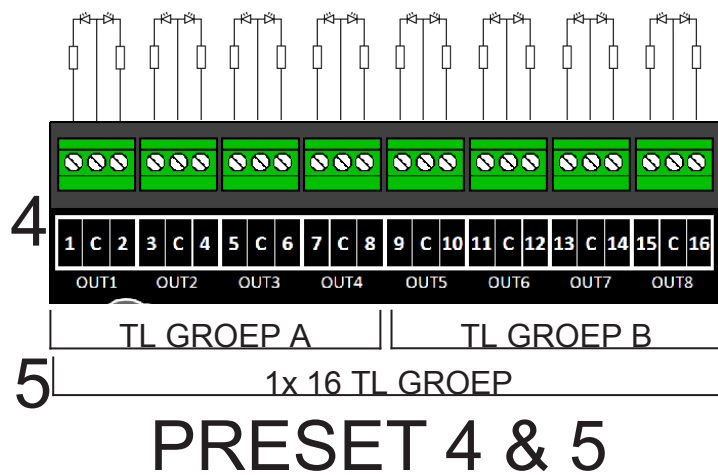 4
1 C 2 3 C 4 5 C 6 7 C 8 9 C 10 11 C 12 13 C 14 15 C 16
OUT1 OUT2 OUT3 OUT4 OUT5 OUT6 OUT7 OUT8
TL GROEP A TL GROEP B
5 1x 16 TL GROEP
PRESET 4 & 5